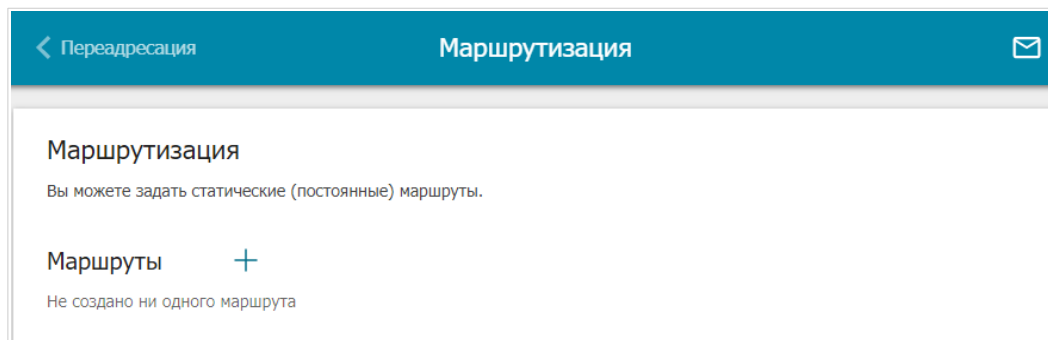 Переадресация
Маршрутизация
Маршрутизация
Вы можете задать статические (постоянные) маршруты.
Маршруты
Не создано ни одного маршрута